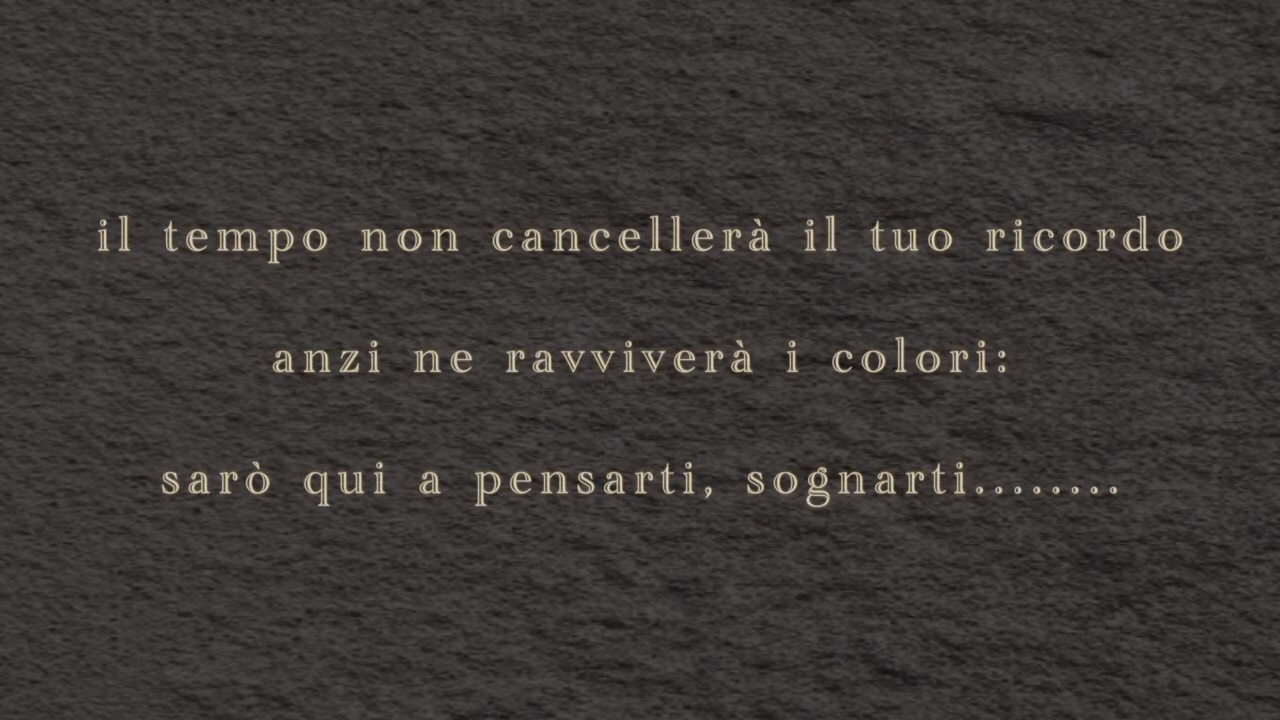 il tempo non cancellerà il tuo ricordo
anzi ne ravviverà i colori:
sarò qui a pensarti, sognarti........